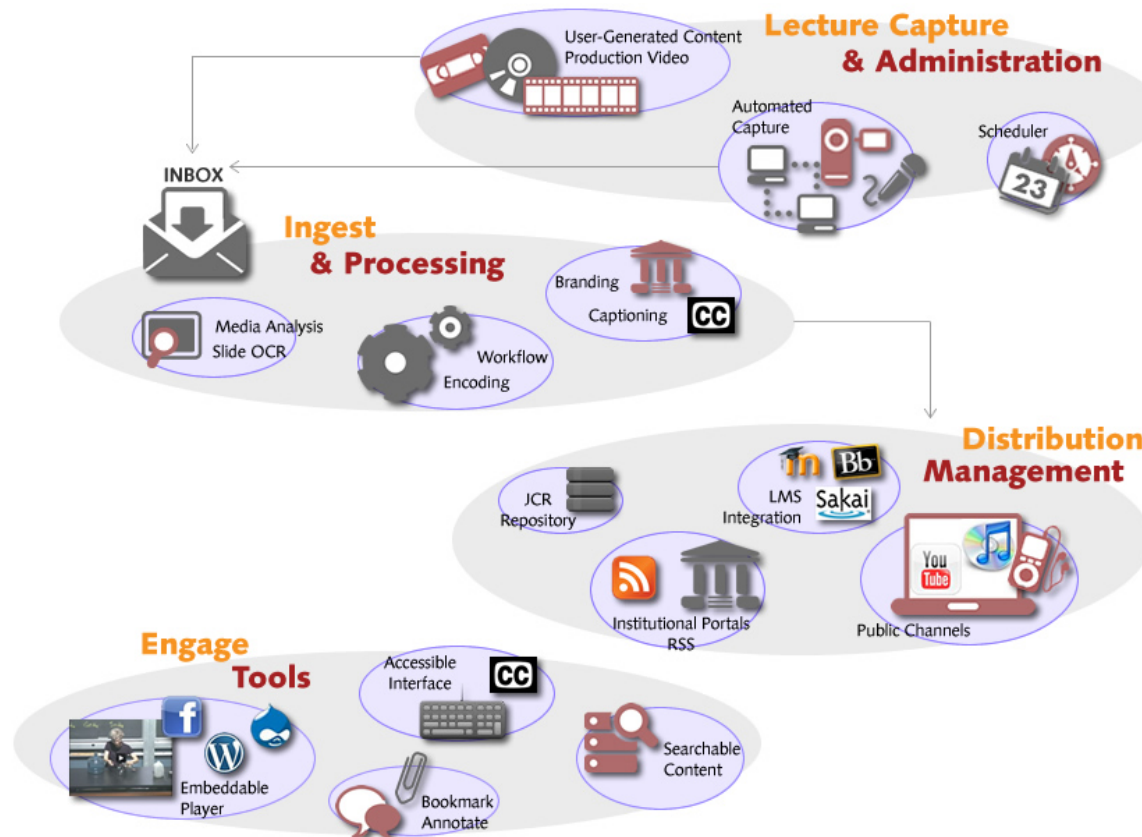 Lecture Capture
& Administration
User-Generated Content
Production Video
Automated
Capture
Scheduler
23
INBOX
Ingest
& Processing
Branding
Captioning
CC
Media Analysis
Slide OCR
Workflow
Encoding
Distribution
Management
JCR
Repository
in
Bb
LMS
Integration
Sakai
You
Tube
Institutional Portals
RSS
Public Channels
Engage
Tools
Accessible
Interface
CC
f
W
Embeddable
Player
Bookmark
Annotate
Searchable
Content